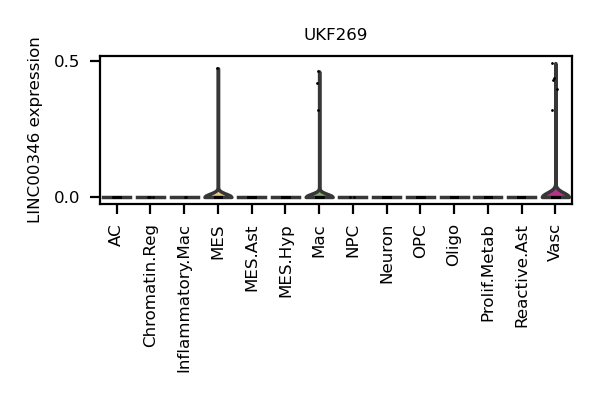 UKF269
LINC00346 expression
0.5
0.0
AC
Chromatin.Reg
Inflammatory.Mac
MES
MES.Ast
MES.Hyp
Mac
NPC
Neuron
OPC
Oligo
Prolif.Metab
Reactive.Ast
Vasc